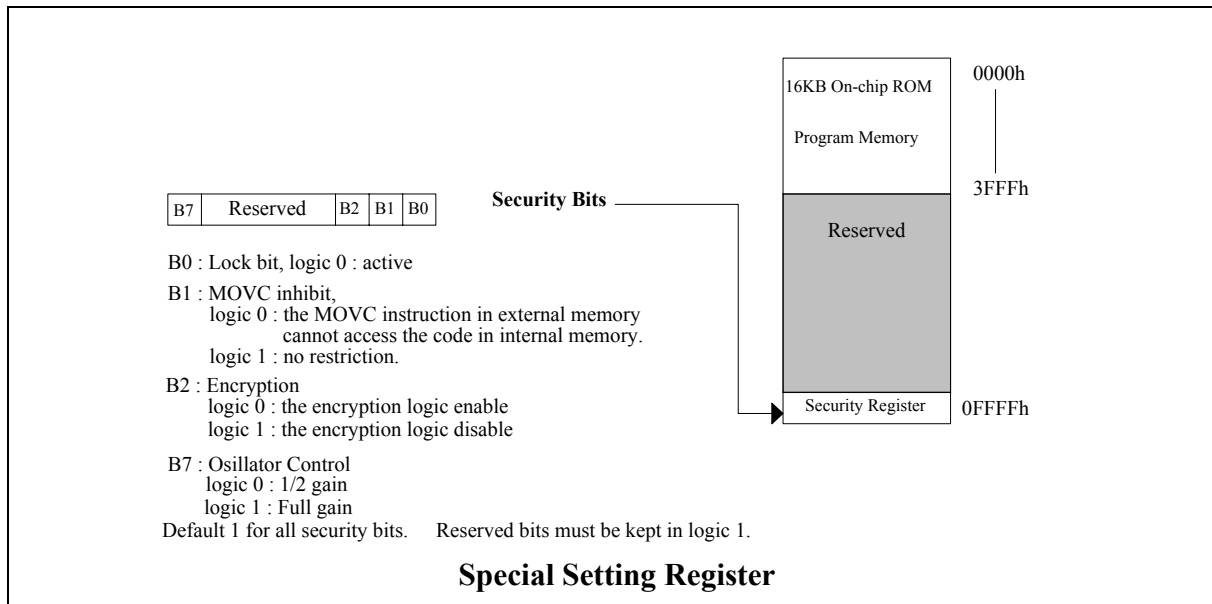 16KB On-chip ROM
Program Memory
0000h
3FFFh
Reserved
Security Register
0FFFFh
B7 Reserved B2 B1 B0
Security Bits
B0 : Lock bit, logic 0 : active
B1 : MOVC inhibit,
logic 0 : the MOVC instruction in external memory
cannot access the code in internal memory.
logic 1 : no restriction.
B2 : Encryption
logic 0 : the encryption logic enable
logic 1 : the encryption logic disable
B7 : Osillator Control
logic 0 : 1/2 gain
logic 1 : Full gain
Default 1 for all security bits. Reserved bits must be kept in logic 1.
Special Setting Register